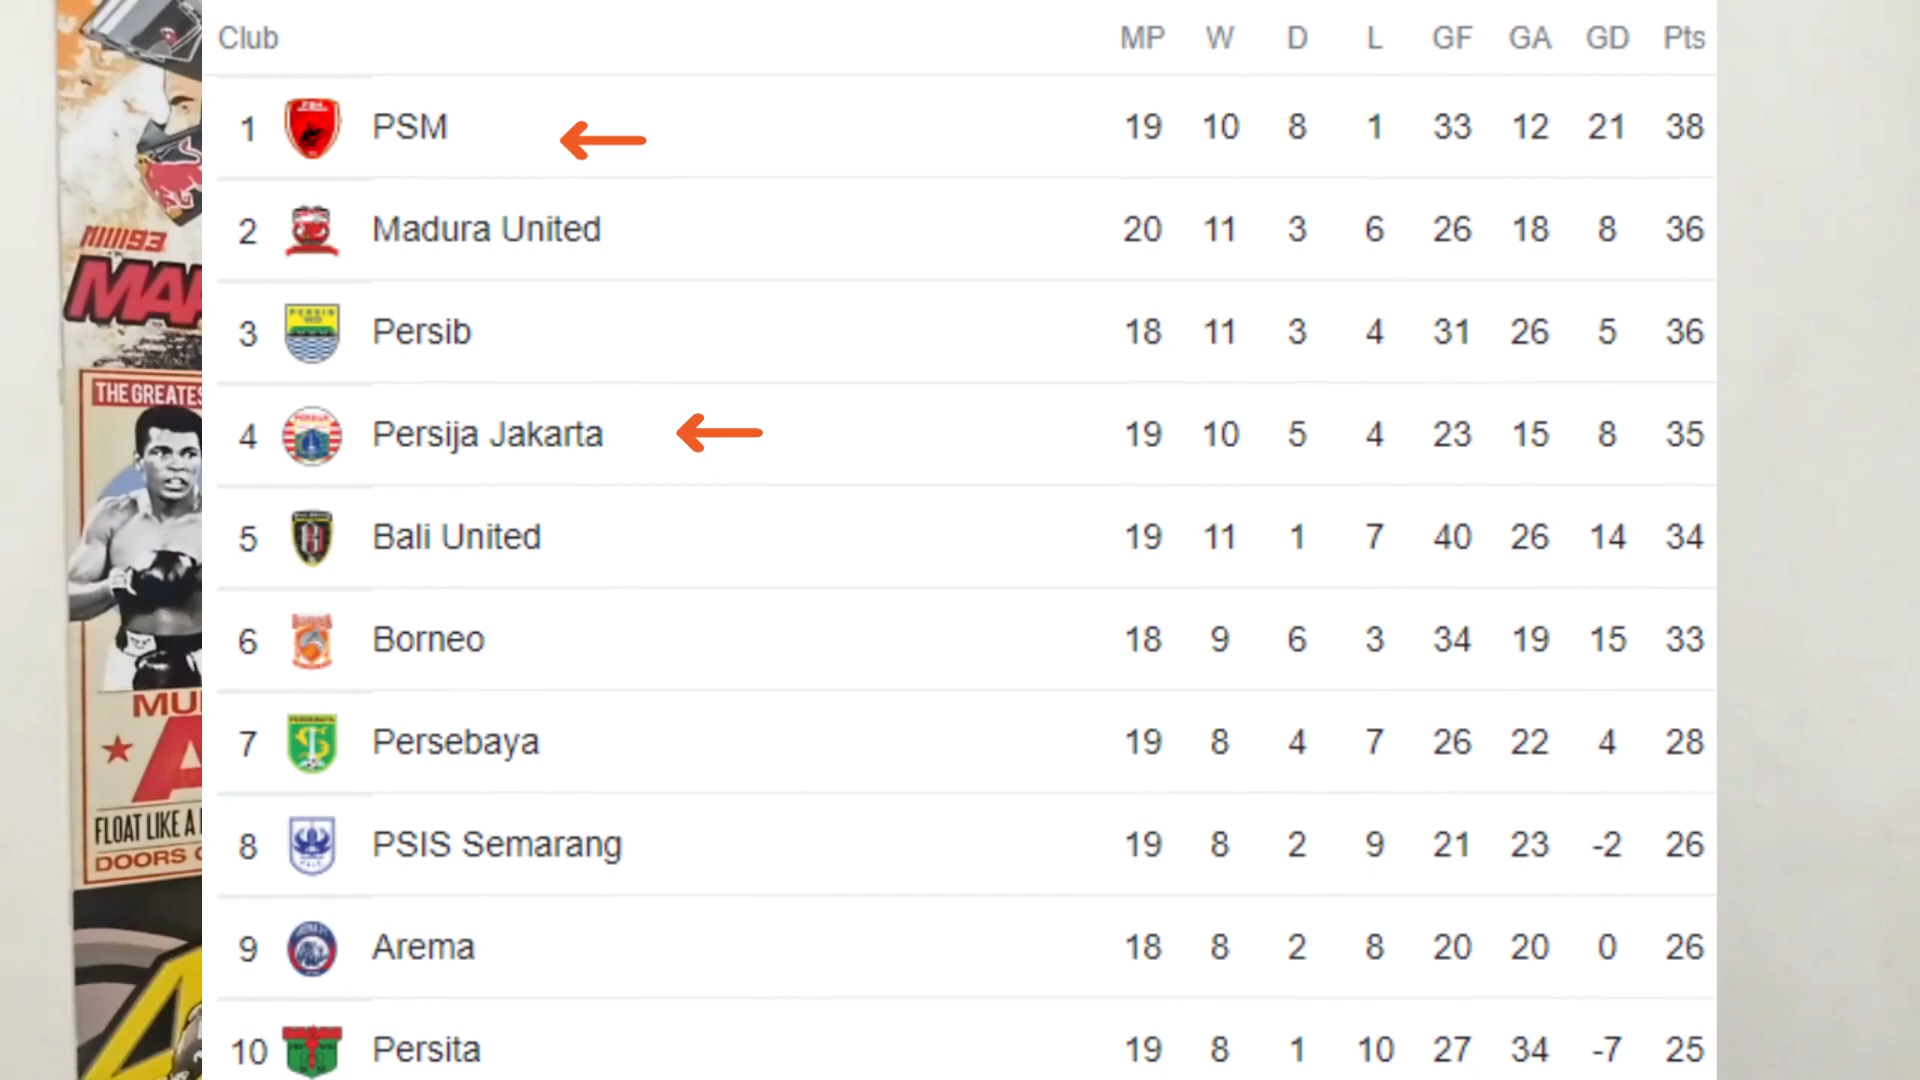 Club MP W D L GF GA GD Pts
1 PSM 19 10 8 1 33 12 21 38
2 Madura United 20 11 3 6 26 18 8 36
3 Persib 18 11 3 4 31 26 5 36
4 Persija Jakarta 19 10 5 4 23 15 8 35
5 Bali United 19 11 1 7 40 26 14 34
6 Borneo 18 9 6 3 34 19 15 33
7 Persebaya 19 8 4 7 26 22 4 28
8 PSIS Semarang 19 8 2 9 21 23 -2 26
9 Arema 18 8 2 8 20 20 0 26
10 Persita 19 8 1 10 27 34 -7 25
93
MA
THE GREATES
MU
A
FLOAT LIKE A
DOORS